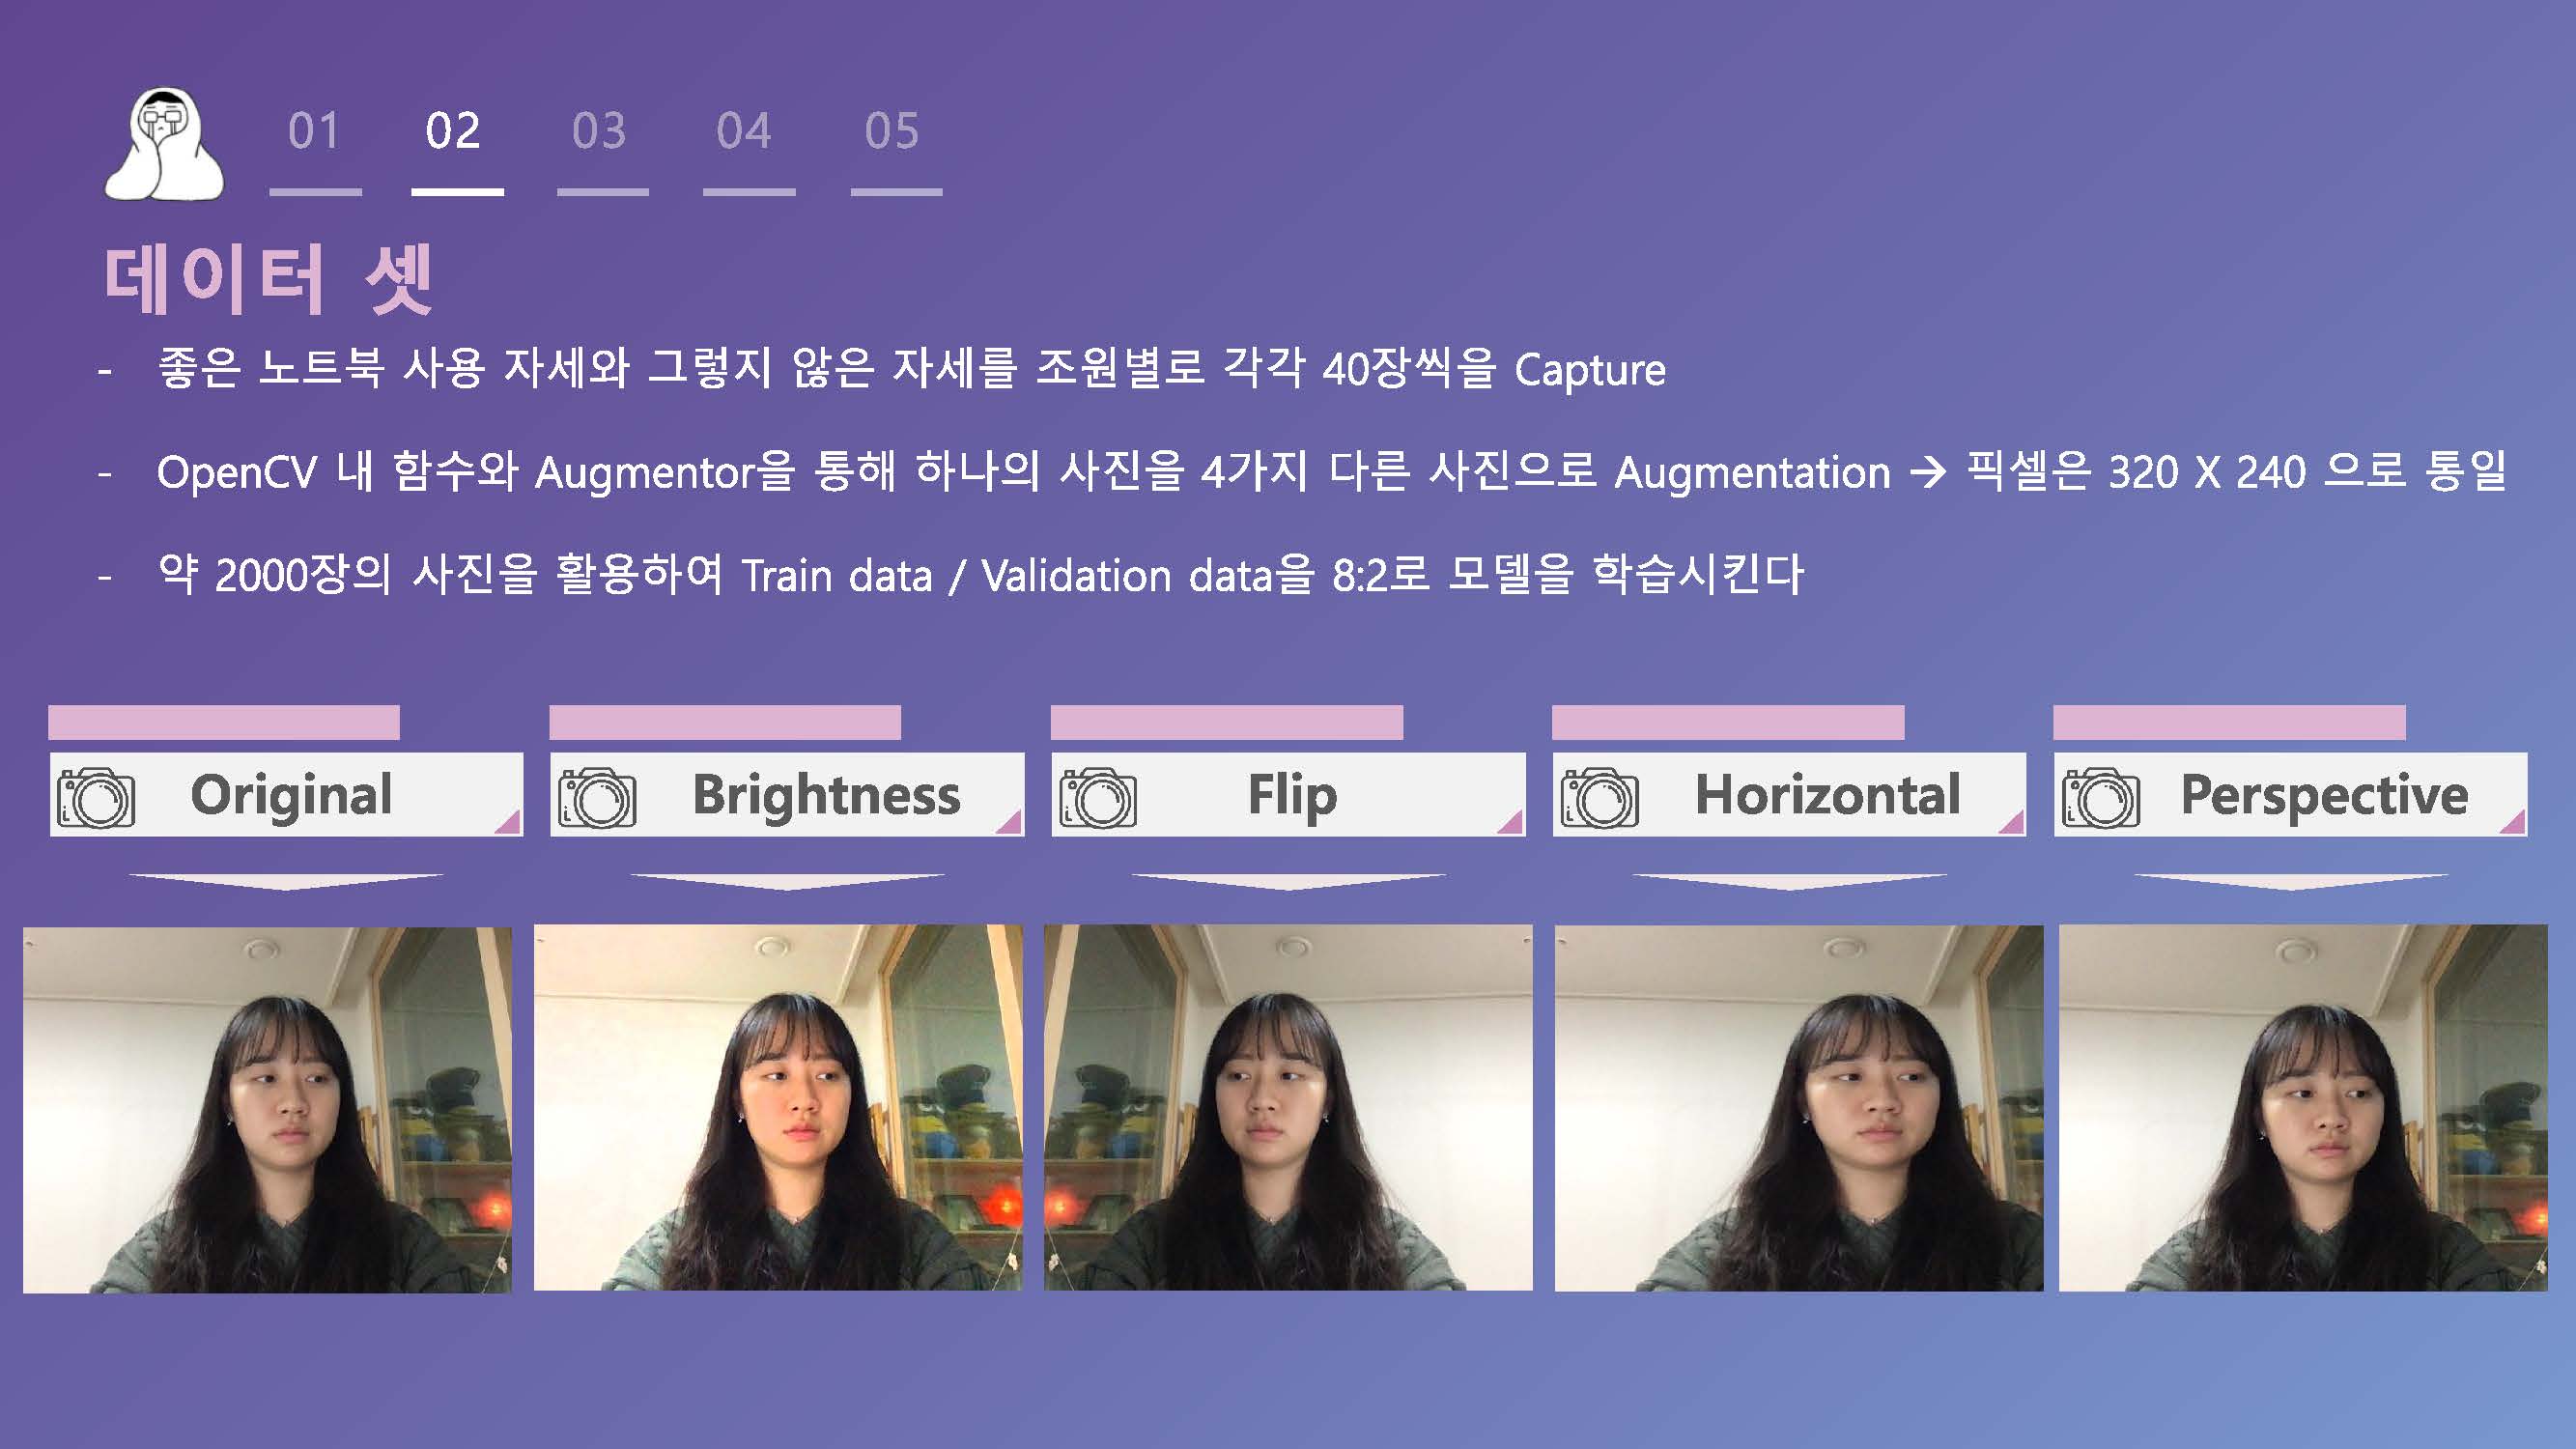 01 02 03 04 05
데이터 셋
- 좋은 노트북 사용 자세와 그렇지 않은 자세를 조원별로 각각 40장씩을 Capture
- OpenCV 내 함수와 Augmentor을 통해 하나의 사진을 4가지 다른 사진으로 Augmentation → 픽셀은 320 X 240 으로 통일
- 약 2000장의 사진을 활용하여 Train data / Validation data을 8:2로 모델을 학습시킨다
Original Brightness Flip Horizontal Perspective